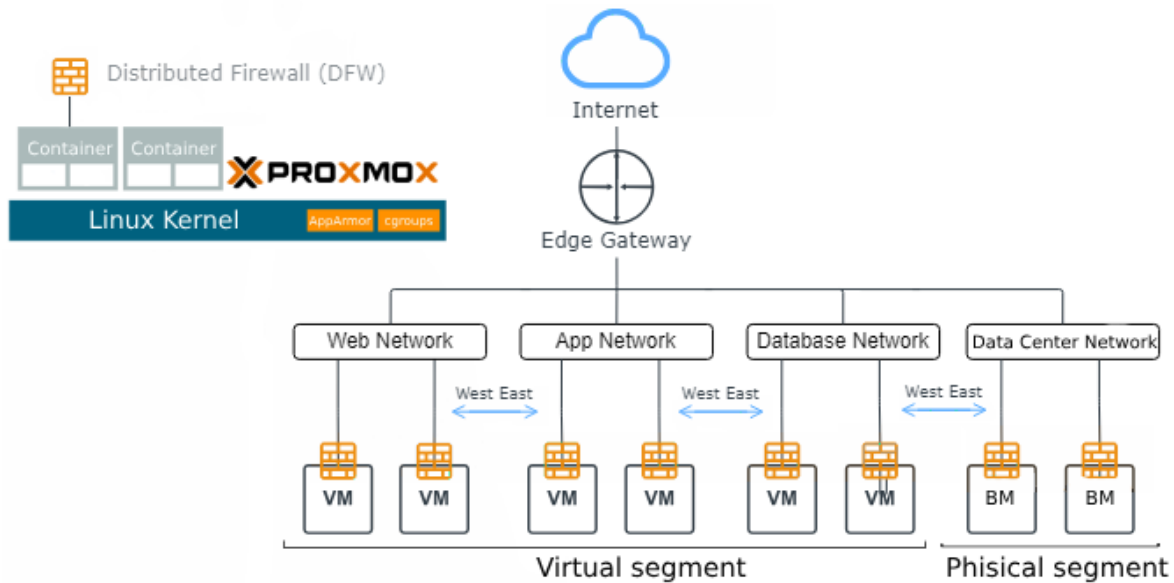 Distributed Firewall (DFW)
Container
Container
PROXMOX
Linux Kernel
AppArmor
cgroups
Internet
Edge Gateway
Web Network
App Network
Database Network
Data Center Network
West East
West East
West East
VM
VM
VM
VM
VM
VM
BM
BM
Virtual segment
Phisical segment